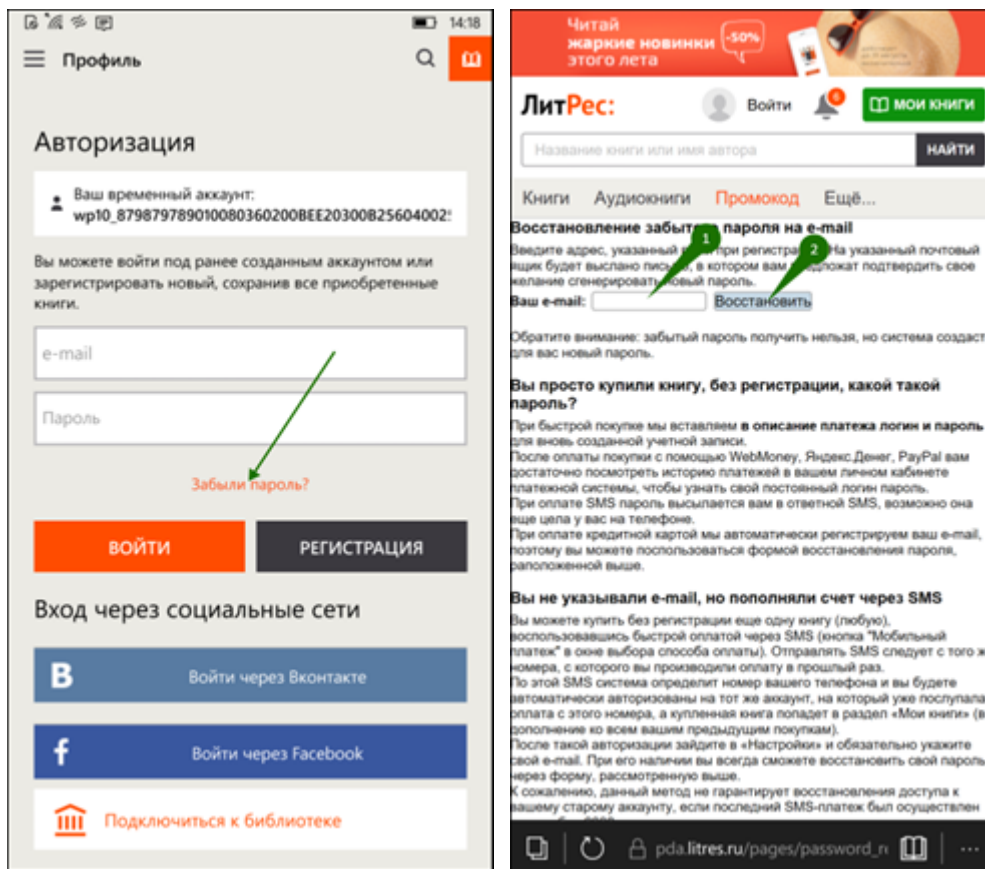 14:18
Профиль
Авторизация
Ваш временный аккаунт:
wp10_879879789010080360200BEE20300B25604002
Вы можете войти под ранее созданным аккаунтом или
зарегистрировать новый, сохранив все приобретенные
книги.
e-mail
Пароль
Забыли пароль?
ВОЙТИ
РЕГИСТРАЦИЯ
Вход через социальные сети
В
Войти через Вконтакте
f
Войти через Facebook
Подключиться к библиотеке
Читай
жаркие новинки
этого лета
-50%
ЛитРес:
Войти
6
МОИ КНИГИ
Название книги или имя автора
НАЙТИ
Книги Аудиокниги Промокод Ещё...
Восстановление забытого пароля на e-mail
1
2
Введите адрес, указанный при регистрации. На указанный почтовый
ящик будет выслано письмо, в котором вам предложат подтвердить свое
желание сгенерировать новый пароль.
Ваш e-mail: Восстановить
Обратите внимание: забытый пароль получить нельзя, но система создаст
для вас новый пароль.
Вы просто купили книгу, без регистрации, какой такой
пароль?
При быстрой покупке мы вставляем в описание платежа логин и пароль
для вновь созданной учетной записи.
После оплаты покупки с помощью WebMoney, Яндекс.Денег, PayPal вам
достаточно посмотреть историю платежей в вашем личном кабинете
платежной системы, чтобы узнать свой постоянный логин пароль.
При оплате SMS пароль высылается вам в ответной SMS, возможно она
еще цела у вас на телефоне.
При оплате кредитной картой мы автоматически регистрируем ваш e-mail,
поэтому вы можете поспользоваться формой восстановления пароля,
раположенной выше.
Вы не указывали e-mail, но пополняли счет через SMS
Вы можете купить без регистрации еще одну книгу (любую),
воспользовавшись быстрой оплатой через SMS (кнопка "Мобильный
платеж" в окне выбора способа оплаты). Отправлять SMS следует с того ж
номера, с которого вы производили оплату в прошлый раз.
По этой SMS система определит номер вашего телефона и вы будете
автоматически авторизованы на тот же аккаунт, на который уже послупала
оплата с этого номера, а купленная книга попадет в раздел «Мои книги» (в
дополнение ко всем вашим предыдущим покупкам).
После такой авторизации зайдите в «Настройки» и обязательно укажите
свой e-mail. При его наличии вы всегда сможете восстановить свой пароль
через форму, рассмотренную выше.
К сожалению, данный метод не гарантирует восстановления доступа к
вашему старому аккаунту, если последний SMS-платеж был осуществлен
pda.litres.ru/pages/password_re